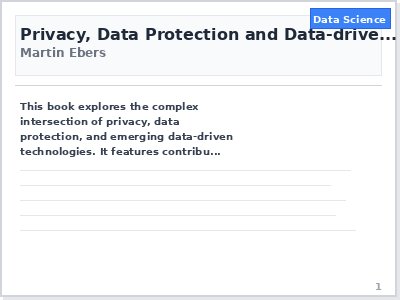 Data Science
Privacy, Data Protection and Data-drive...
Martin Ebers
This book explores the complex
intersection of privacy, data
protection, and emerging data-driven
technologies. It features contribu...
1